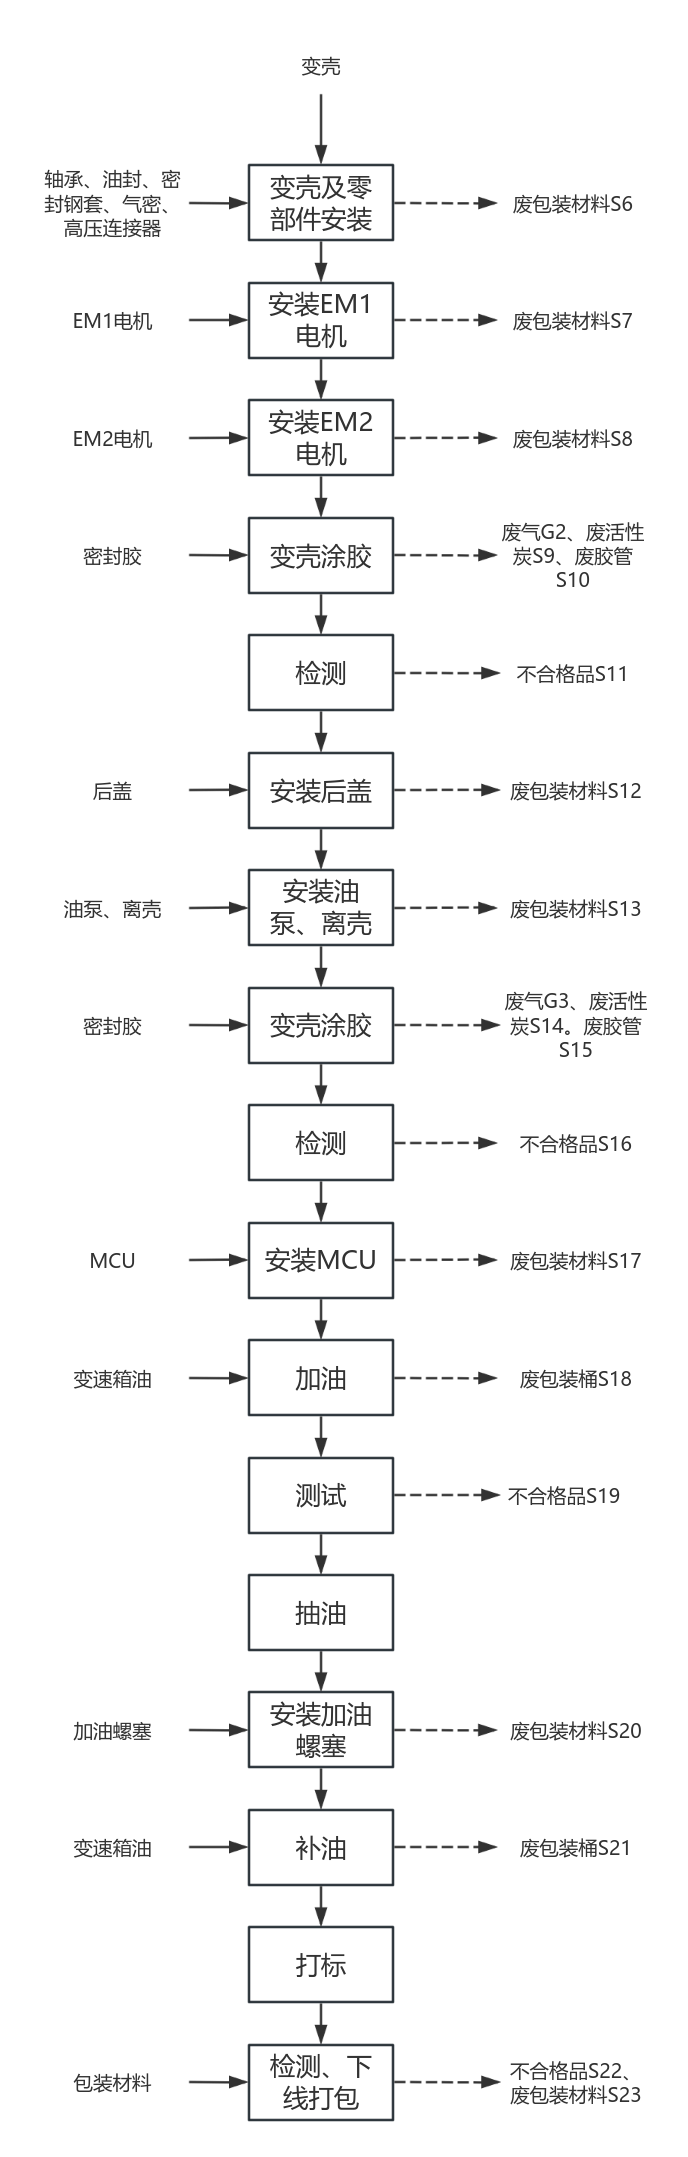 变壳
轴承、油封、密
封钢套、气密、
高压连接器
变壳及零
部件安装
废包装材料S6
EM1电机
安装EM1
电机
废包装材料S7
EM2电机
安装EM2
电机
废包装材料S8
密封胶
变壳涂胶
废气G2、废活性
炭S9、废胶管
S10
检测
不合格品S11
后盖
安装后盖
废包装材料S12
油泵、离壳
安装油
泵、离壳
废包装材料S13
密封胶
变壳涂胶
废气G3、废活性
炭S14。废胶管
S15
检测
不合格品S16
MCU
安装MCU
废包装材料S17
变速箱油
加油
废包装桶S18
测试
不合格品S19
抽油
加油螺塞
安装加油
螺塞
废包装材料S20
变速箱油
补油
废包装桶S21
打标
包装材料
检测、下
线打包
不合格品S22、
废包装材料S23